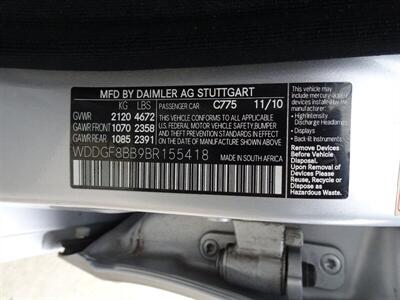 MFD BY DAIMLER AG STUTTGART
KG LBS PASSENGER CAR C775 11/10
GVWR 2120 4672
GAWR FRONT 1070 2358
GAWR REAR 1085 2391
THIS VEHICLE CONFORMS TO ALL APPLICABLE
U.S. FEDERAL MOTOR VEHICLE SAFETY, BUMPER
AND THEFT PREVENTION STANDARDS IN EFFECT
ON THE DATE OF MANUFACTURE SHOWN ABOVE.
WDDGF8BB9BR155418
MADE IN SOUTH AFRICA
This vehicle may
include mercury-added
devices installed by
the manufacturer:
• High Intensity
Discharge Headlamps
• Displays
• Back-lit Instruments
Remove Devices Before
Vehicle Disposal.
Upon Removal of
Devices Please Reuse,
Recycle or Dispose as
Hazardous Waste.